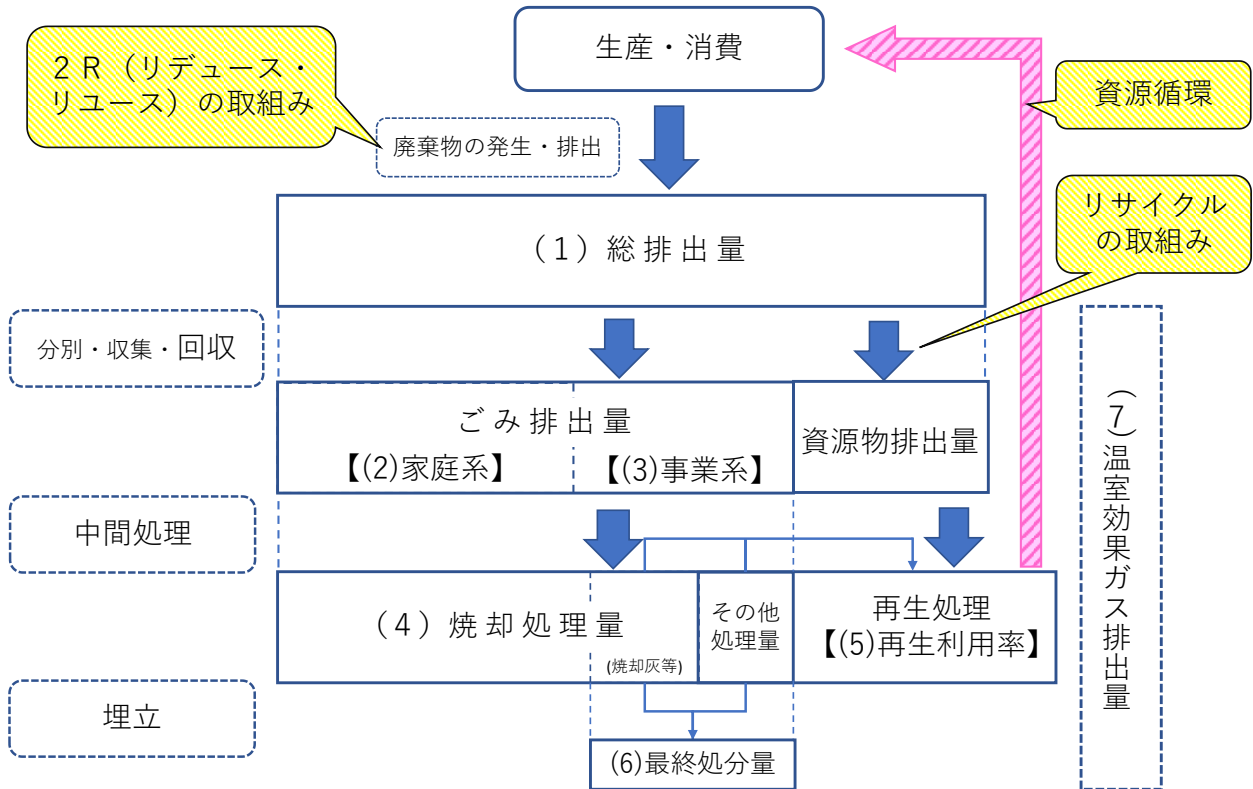 生産・消費
２Ｒ（リデュース・
リユース）の取組み
資源循環
廃棄物の発生・排出
リサイクル
の取組み
（１）総 排 出 量
分別・収集・回収
ご み 排 出 量
【(2)家庭系】
【(3)事業系】
資源物排出量
(７)温室効果ガス排出量
中間処理
（４）焼 却 処 理 量
(焼却灰等)
その他
処理量
再生処理
【(5)再生利用率】
埋立
(6)最終処分量